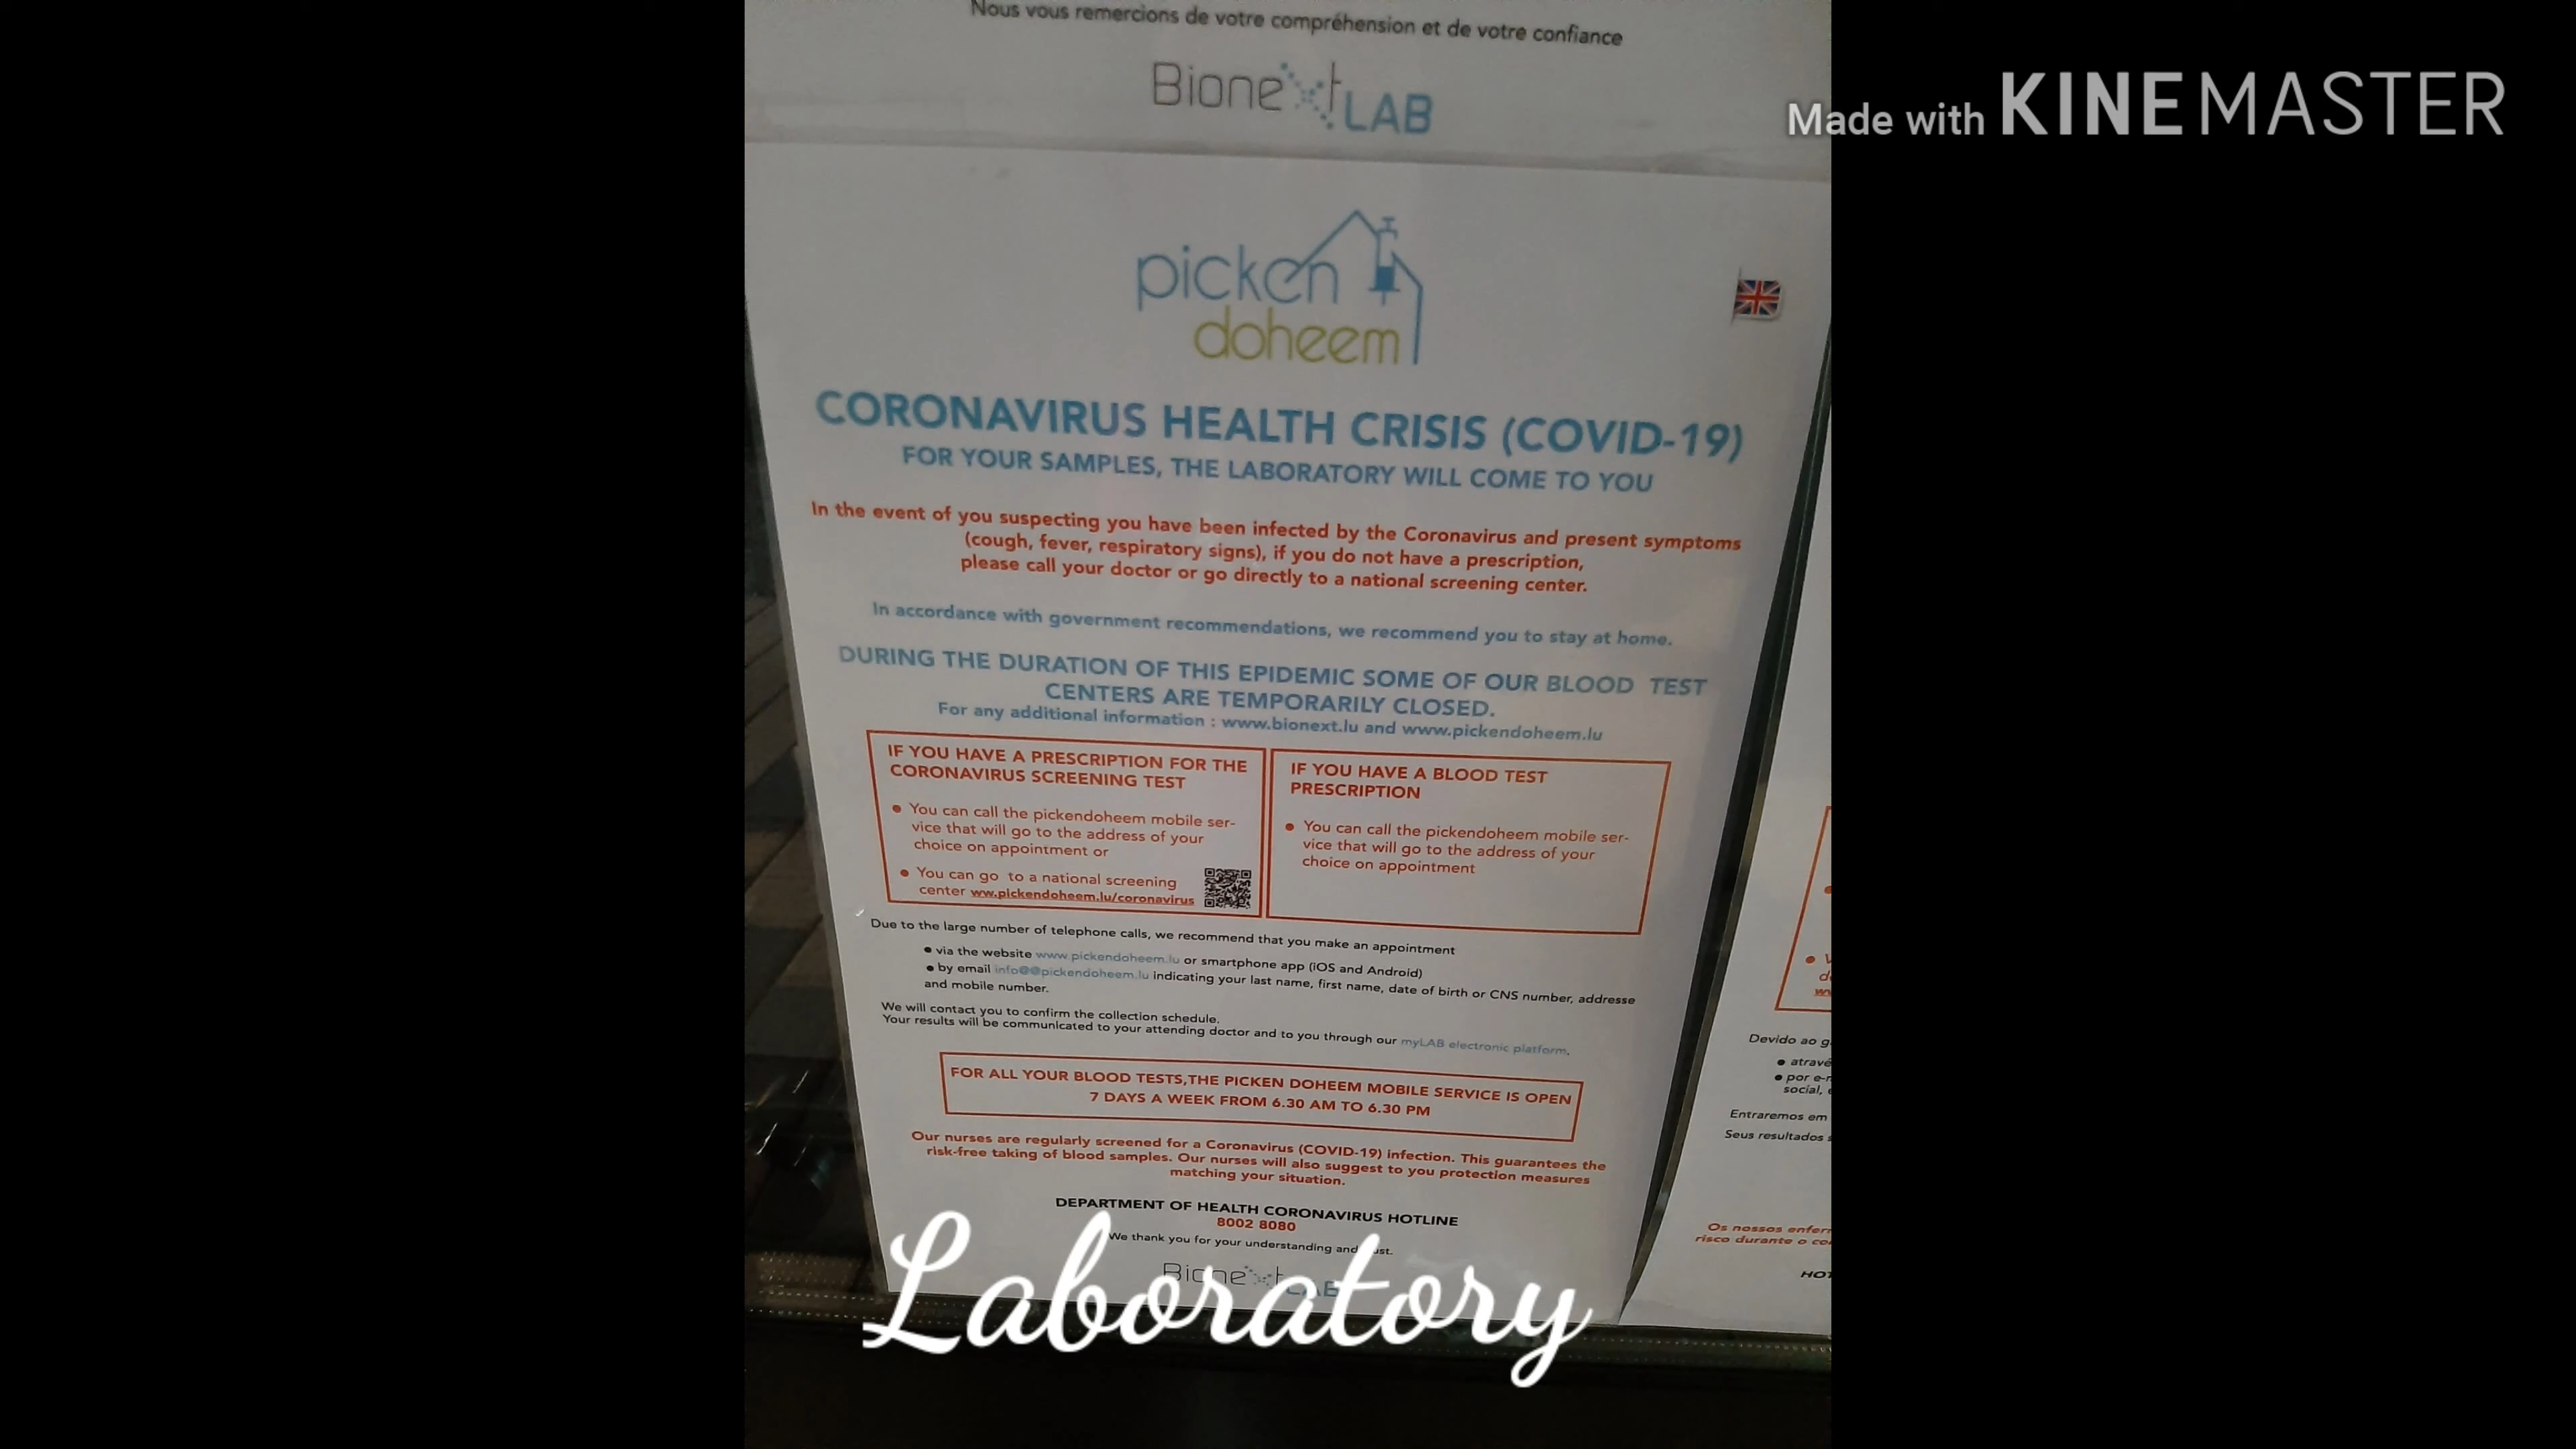 Nous vous remercions de votre compréhension et de votre confiance
Bionext LAB
Made with KINEMASTER
picken
doheem
CORONAVIRUS HEALTH CRISIS (COVID-19)
FOR YOUR SAMPLES, THE LABORATORY WILL COME TO YOU
In the event of you suspecting you have been infected by the Coronavirus and present symptoms
(cough, fever, respiratory signs), if you do not have a prescription,
please call your doctor or go directly to a national screening center.
In accordance with government recommendations, we recommend you to stay at home.
DURING THE DURATION OF THIS EPIDEMIC SOME OF OUR BLOOD TEST
CENTERS ARE TEMPORARILY CLOSED.
For any additional information : www.bionext.lu and www.pickendoheem.lu
IF YOU HAVE A PRESCRIPTION FOR THE
CORONAVIRUS SCREENING TEST
• You can call the pickendoheem mobile ser-
vice that will go to the address of your
choice on appointment or
• You can go to a national screening
center ww.pickendoheem.lu/coronavirus
IF YOU HAVE A BLOOD TEST
PRESCRIPTION
• You can call the pickendoheem mobile ser-
vice that will go to the address of your
choice on appointment
Due to the large number of telephone calls, we recommend that you make an appointment
• via the website www.pickendoheem.lu or smartphone app (iOS and Android)
• by email info@@pickendoheem.lu indicating your last name, first name, date of birth or CNS number, addresse
and mobile number.
We will contact you to confirm the collection schedule.
Your results will be communicated to your attending doctor and to you through our myLAB electronic platform.
FOR ALL YOUR BLOOD TESTS,THE PICKEN DOHEEM MOBILE SERVICE IS OPEN
7 DAYS A WEEK FROM 6.30 AM TO 6.30 PM
Our nurses are regularly screened for a Coronavirus (COVID-19) infection. This guarantees the
risk-free taking of blood samples. Our nurses will also suggest to you protection measures
matching your situation.
DEPARTMENT OF HEALTH CORONAVIRUS HOTLINE
8002 8080
We thank you for your understanding and
Bionext LAB
Laboratory
Devido ao
•
• por
social,
Entraremos em
Seus resultados
Os nossos
risco durante o